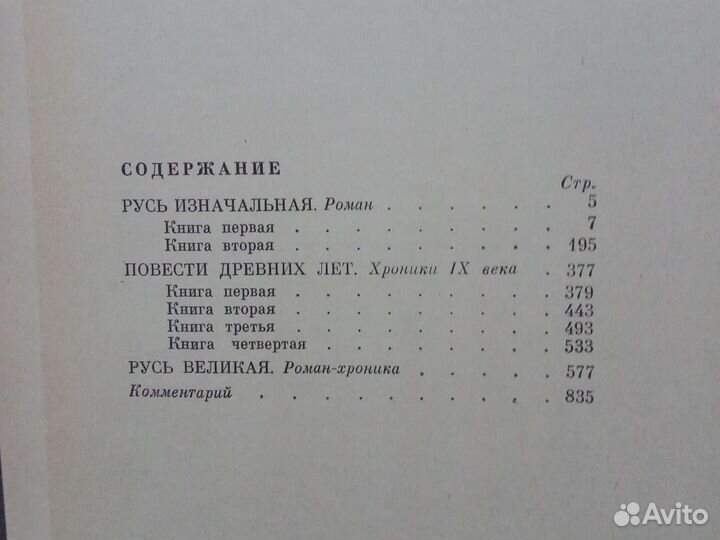 СОДЕРЖАНИЕ
Стр.
РУСЬ ИЗНАЧАЛЬНАЯ. Роман . . . . . . 5
Книга первая . . . . . . . . . 7
Книга вторая . . . . . . . . . 195
ПОВЕСТИ ДРЕВНИХ ЛЕТ. Хроники IX века . 377
Книга первая . . . . . . . . . 379
Книга вторая . . . . . . . . . 443
Книга третья . . . . . . . . . 493
Книга четвертая . . . . . . . . 533
РУСЬ ВЕЛИКАЯ. Роман-хроника . . . . . 577
Комментарий . . . . . . . . . . 835
Avito